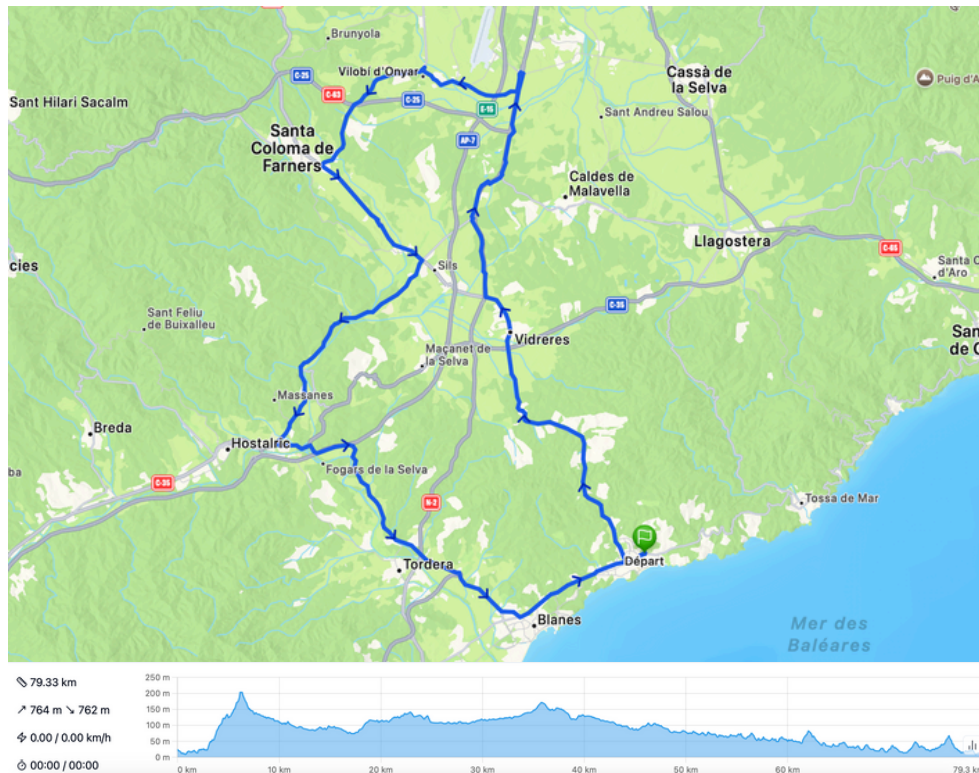 Brunyola
C-25
Vilobí d'Onyar
Cassà de
la Selva
Puig d'A
Sant Hilari Sacalm
C-63
C-25
E-15
Sant Andreu Salou
Santa
Coloma de
Farners
AP-7
Caldes de
Malavella
Llagostera
C-65
cies
Sils
Santa C
d'Aro
C-35
Sant Feliu
de Buixalleu
Vidreres
San
de G
Maçanet de
la Selva
Massanes
Breda
Hostalric
ba
Fogars de la Selva
C-35
N-2
Tossa de Mar
Départ
Tordera
Blanes
Mer des
Baléares
79.33 km
↗ 764 m ↘ 762 m
0.00 / 0.00 km/h
00:00 / 00:00
250 m
200 m
150 m
100 m
50 m
0 m
0 km
10 km
20 km
30 km
40 km
50 km
60 km
79.3 k